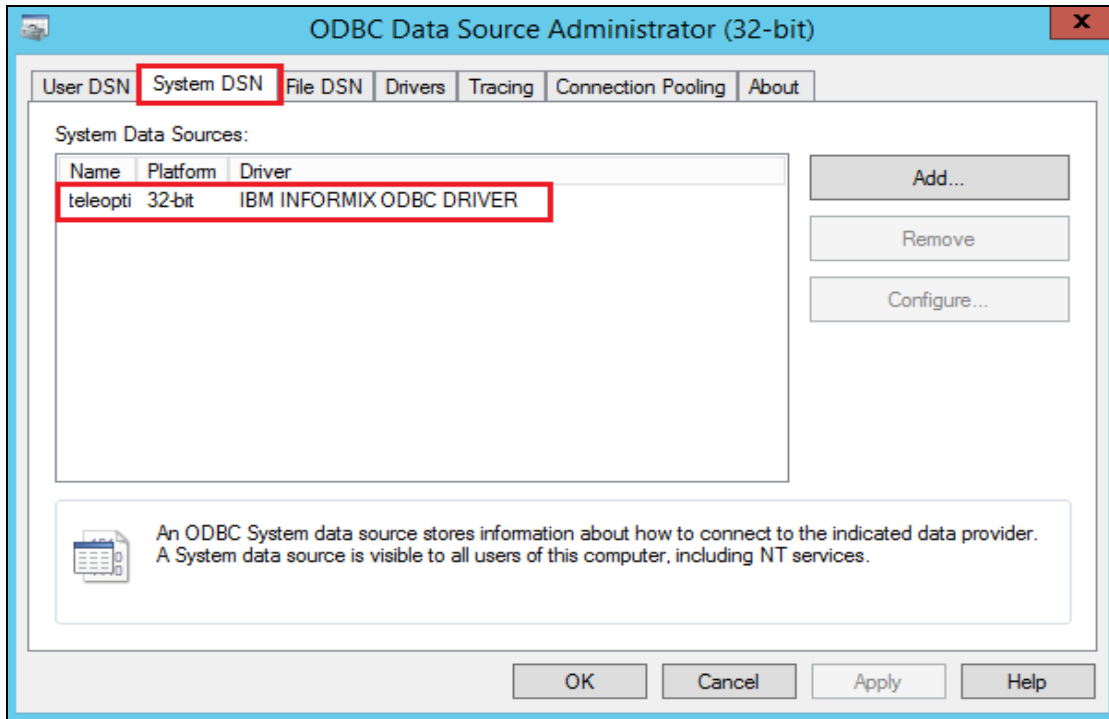 ODBC Data Source Administrator (32-bit)
x
User DSN System DSN File DSN Drivers Tracing Connection Pooling About
System Data Sources:
Name Platform Driver
teleopti 32-bit IBM INFORMIX ODBC DRIVER
Add...
Remove
Configure...
An ODBC System data source stores information about how to connect to the indicated data provider.
A System data source is visible to all users of this computer, including NT services.
OK Cancel Apply Help